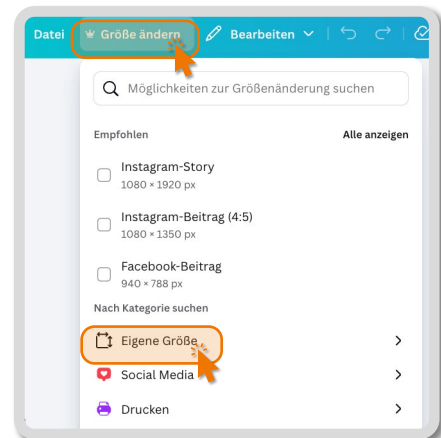 Datei Größe ändern Bearbeiten
Möglichkeiten zur Größenänderung suchen
Empfohlen Alle anzeigen
Instagram-Story
1080 × 1920 px
Instagram-Beitrag (4:5)
1080 × 1350 px
Facebook-Beitrag
940 × 788 px
Nach Kategorie suchen
Eigene Größe
Social Media
Drucken